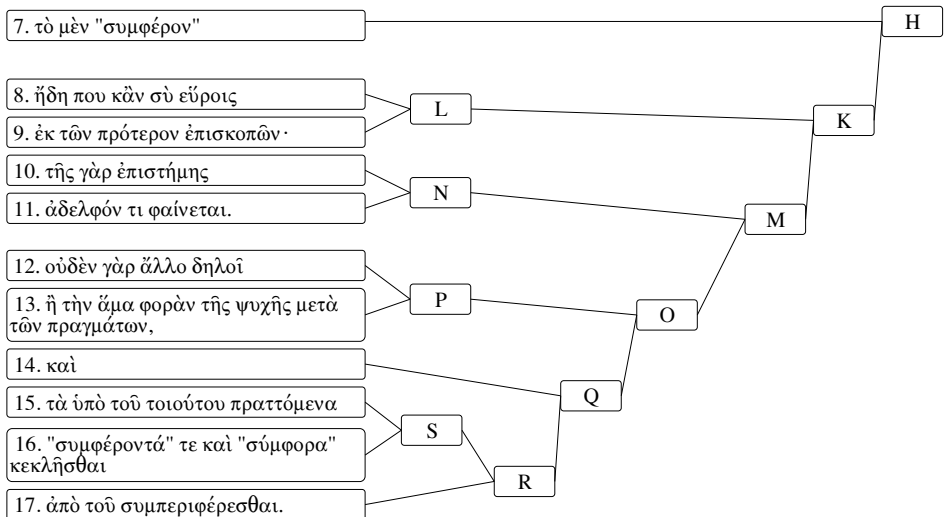 7. τὸ μὲν "συμφέρον"
H
8. ἤδη που κἂν σὺ εὕροις
L
K
9. ἐκ τῶν πρότερον ἐπισκοπῶν·
10. τῆς γὰρ ἐπιστήμης
N
11. ἀδελφόν τι φαίνεται.
M
12. οὐδὲν γὰρ ἄλλο δηλοῖ
P
13. ἢ τὴν ἅμα φορὰν τῆς ψυχῆς μετὰ
τῶν πραγμάτων,
O
14. καὶ
Q
15. τὰ ὑπὸ τοῦ τοιούτου πραττόμενα
S
16. "συμφέροντά" τε καὶ "σύμφορα"
κεκλῆσθαι
R
17. ἀπὸ τοῦ συμπεριφέρεσθαι.